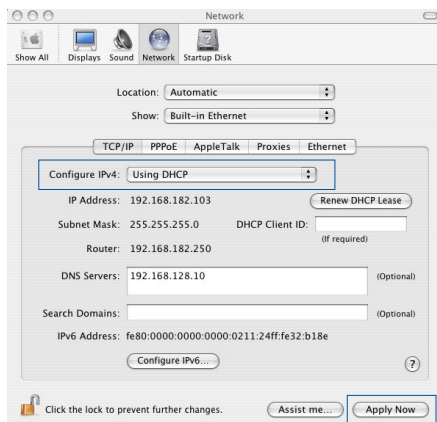 Network
Show All Displays Sound Network Startup Disk
Location: Automatic
Show: Built-in Ethernet
TCP/IP PPPoE AppleTalk Proxies Ethernet
Configure IPv4: Using DHCP
IP Address: 192.168.182.103 Renew DHCP Lease
Subnet Mask: 255.255.255.0 DHCP Client ID:
(If required)
Router: 192.168.182.250
DNS Servers: 192.168.128.10 (Optional)
Search Domains: (Optional)
IPv6 Address: fe80:0000:0000:0000:0211:24ff:fe32:b18e
Configure IPv6... ?
Click the lock to prevent further changes. Assist me... Apply Now